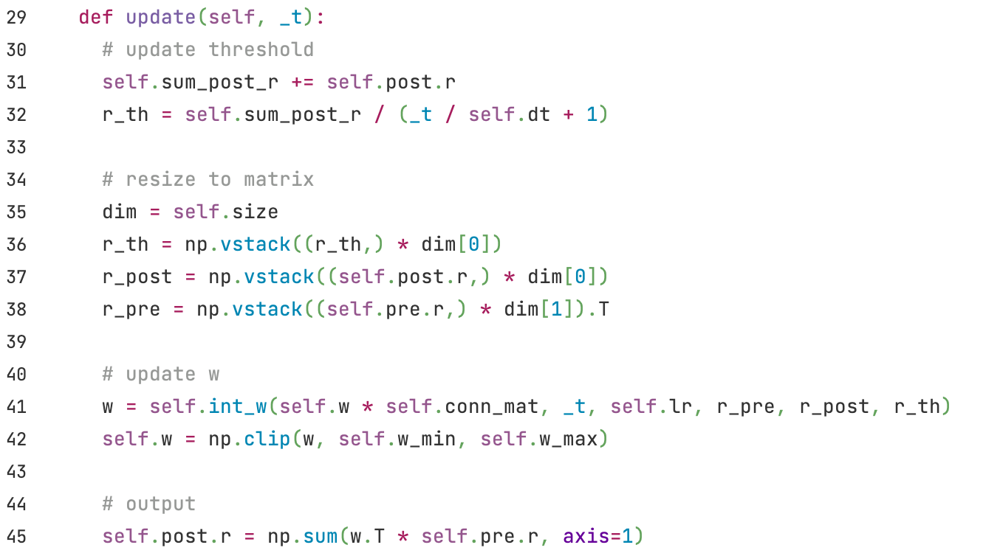 29    def update(self, _t):
30      # update threshold
31      self.sum_post_r += self.post.r
32      r_th = self.sum_post_r / (_t / self.dt + 1)
33
34      # resize to matrix
35      dim = self.size
36      r_th = np.vstack((r_th,) * dim[0])
37      r_post = np.vstack((self.post.r,) * dim[0])
38      r_pre = np.vstack((self.pre.r,) * dim[1]).T
39
40      # update w
41      w = self.int_w(self.w * self.conn_mat, _t, self.lr, r_pre, r_post, r_th)
42      self.w = np.clip(w, self.w_min, self.w_max)
43
44      # output
45      self.post.r = np.sum(w.T * self.pre.r, axis=1)